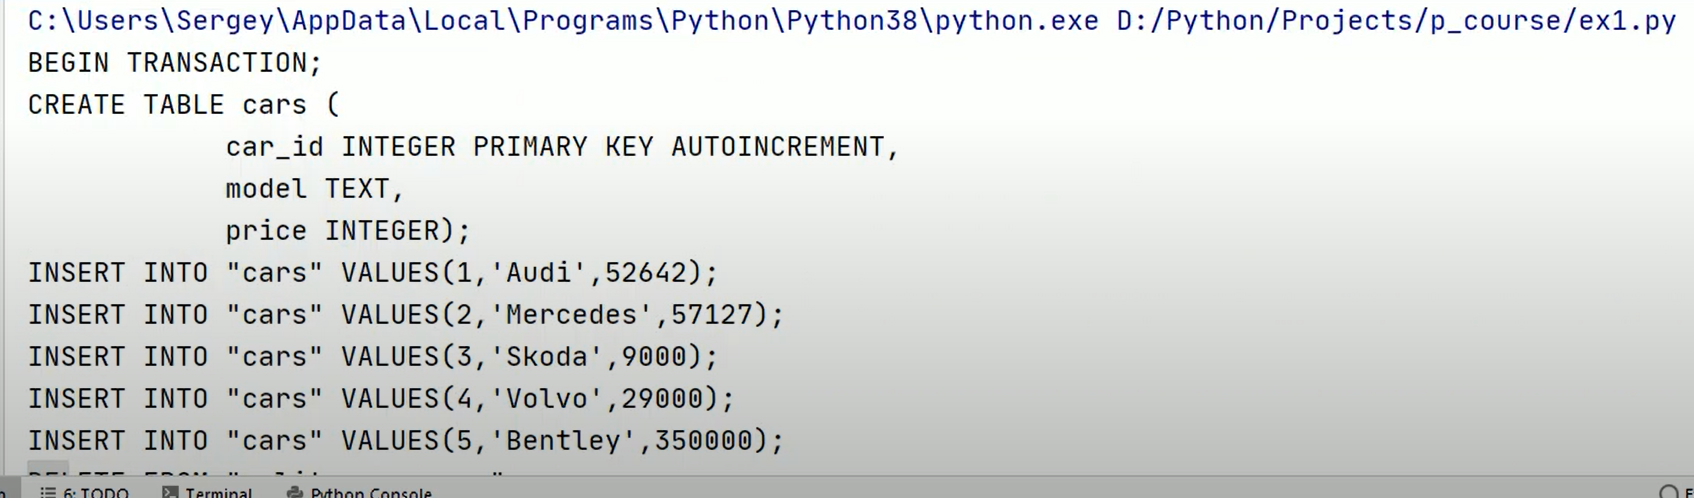 C:\Users\Sergey\AppData\Local\Programs\Python\Python38\python.exe D:/Python/Projects/p_course/ex1.py
BEGIN TRANSACTION;
CREATE TABLE cars (
            car_id INTEGER PRIMARY KEY AUTOINCREMENT,
            model TEXT,
            price INTEGER);
INSERT INTO "cars" VALUES(1,'Audi',52642);
INSERT INTO "cars" VALUES(2,'Mercedes',57127);
INSERT INTO "cars" VALUES(3,'Skoda',9000);
INSERT INTO "cars" VALUES(4,'Volvo',29000);
INSERT INTO "cars" VALUES(5,'Bentley',350000);
DELETE FROM
6: TODO Terminal Python Console